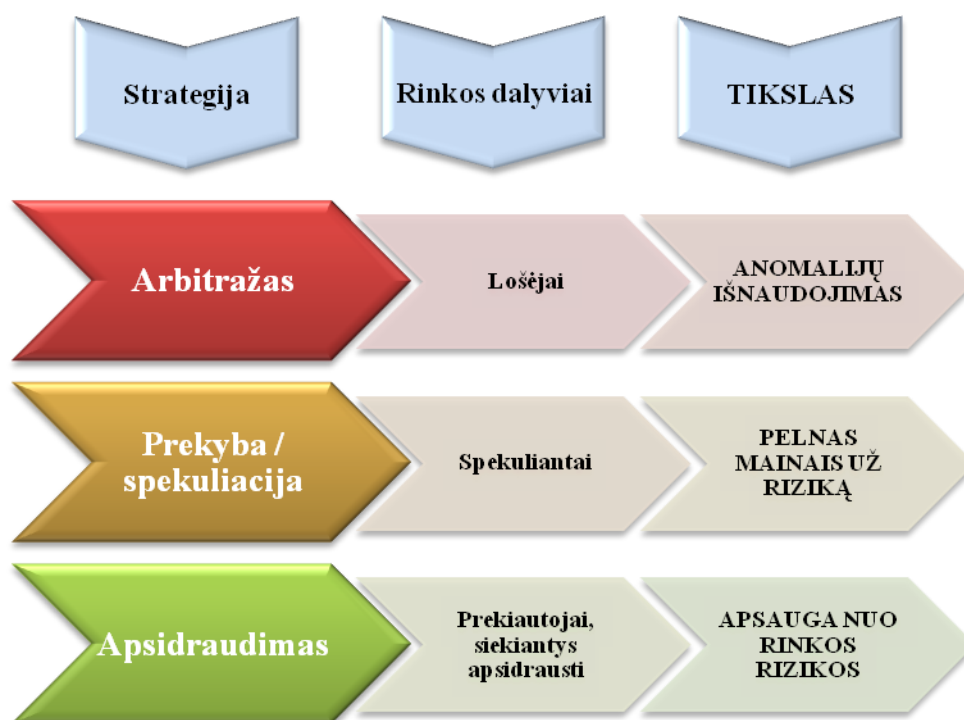 Strategija
Rinkos dalyviai
TIKSLAS
Arbitražas
Lošėjai
ANOMALIJŲ
IŠNAUDOJIMAS
Prekyba /
spekuliacija
Spekuliantai
PELNAS
MAINAIS UŽ
RIZIKĄ
Apsidraudimas
Prekiautojai,
siekiantys
apsidrausti
APSAUGA NUO
RINKOS
RIZIKOS